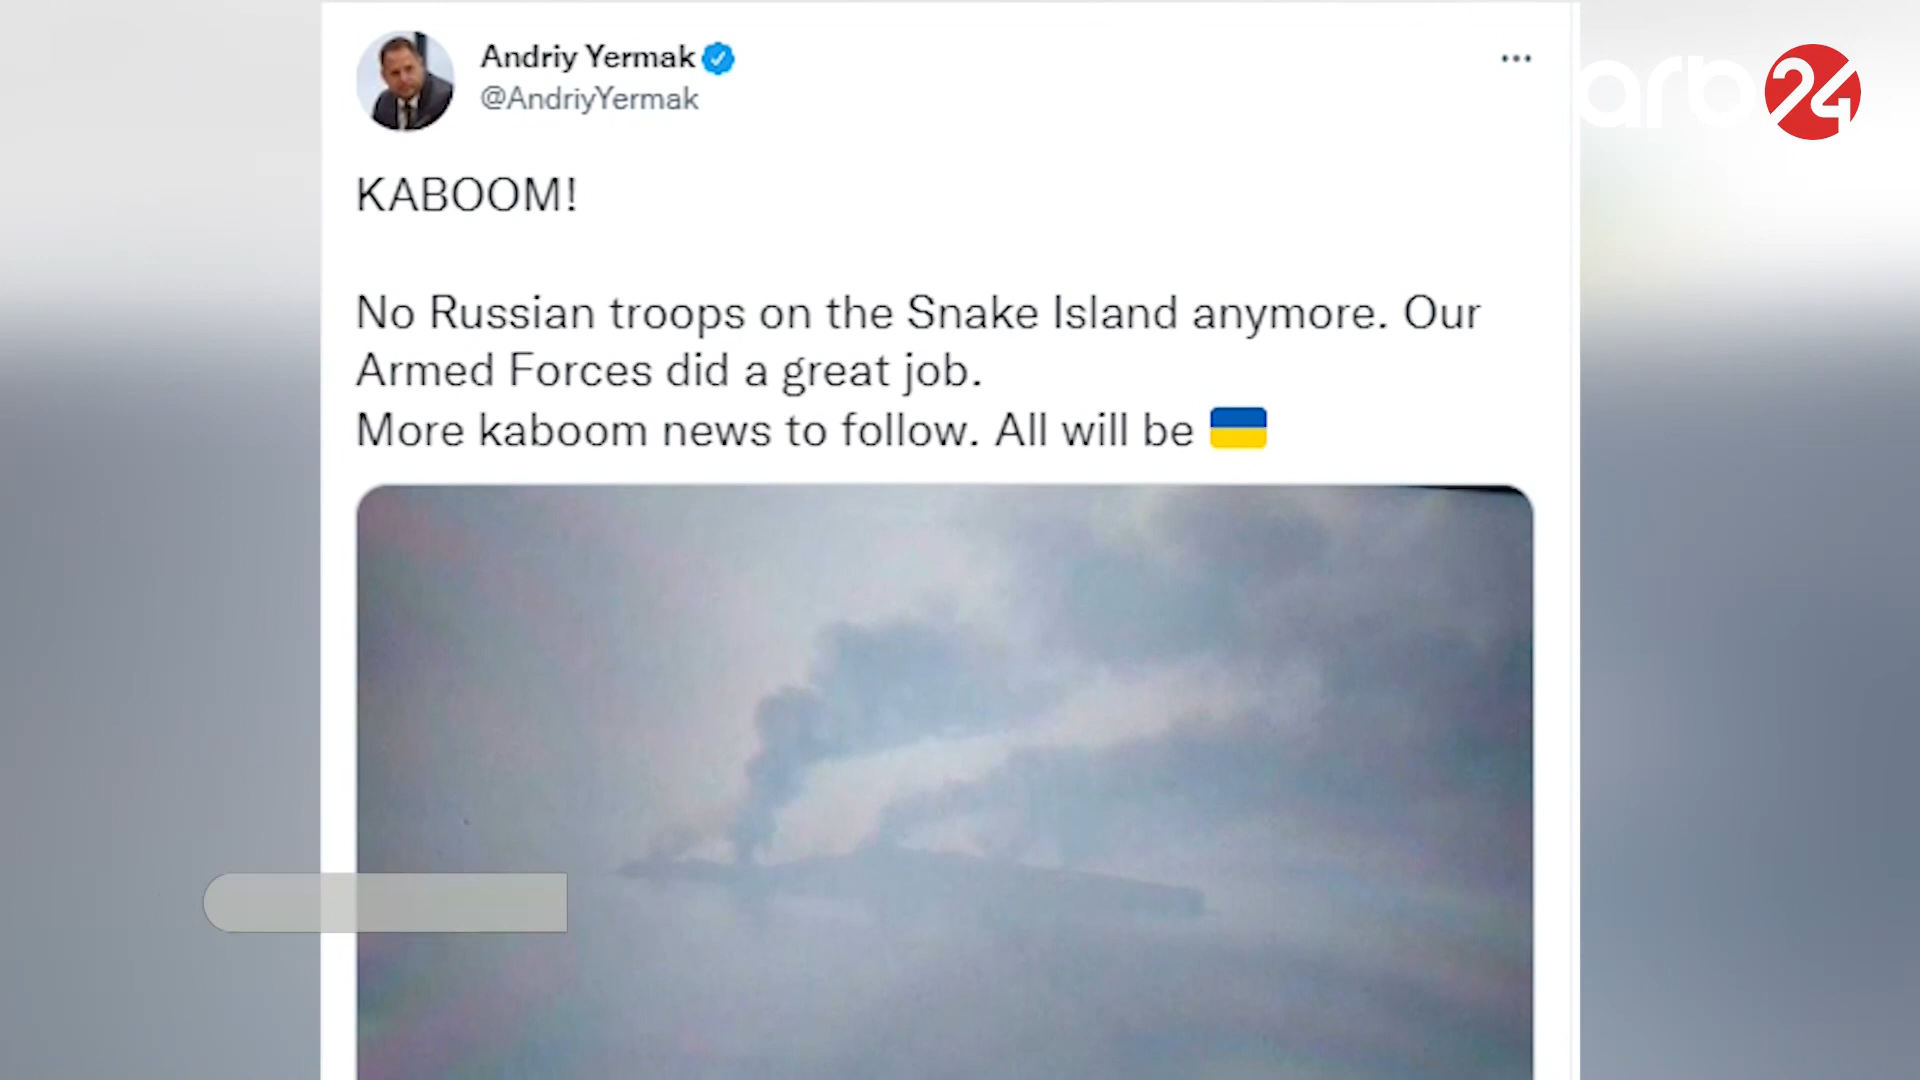 Andriy Yermak
@AndriyYermak
arb24
KABOOM!
No Russian troops on the Snake Island anymore. Our
Armed Forces did a great job.
More kaboom news to follow. All will be 🇺🇦